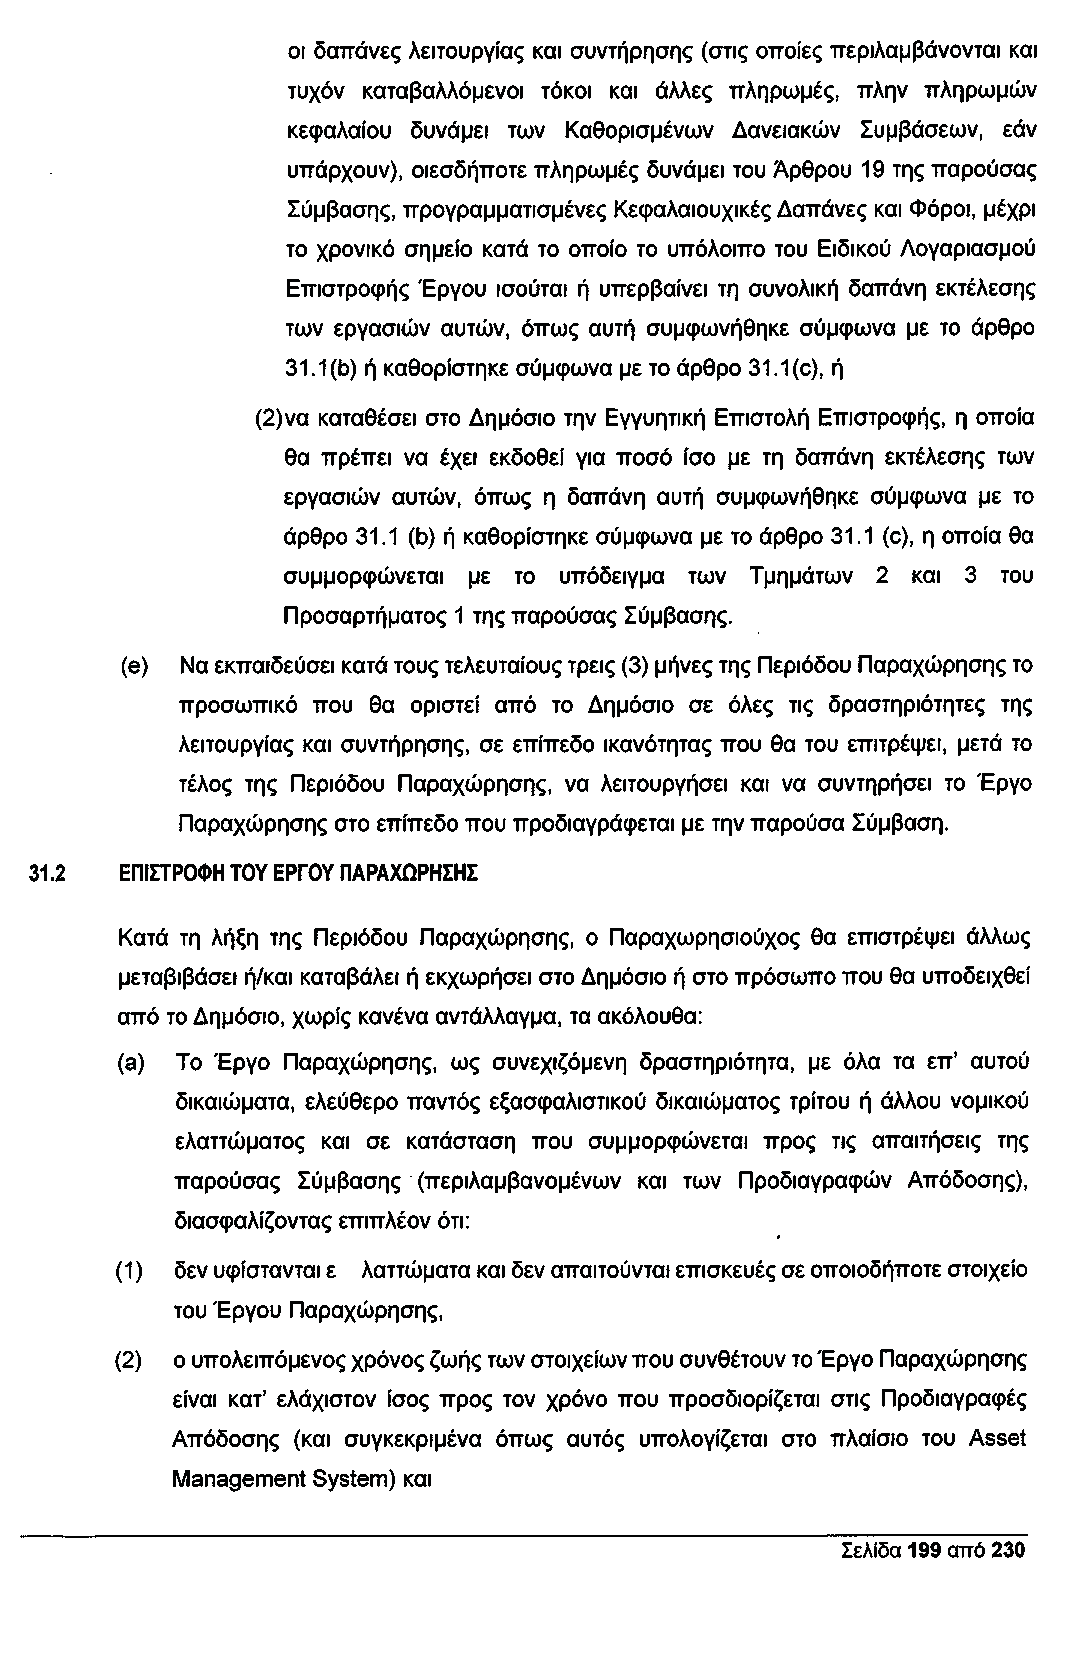 οι δαπάνες λειτουργίας και συντήρησης (στις οποίες περιλαμβάνονται και
τυχόν καταβαλλόμενοι τόκοι και άλλες πληρωμές, πλην πληρωμών
κεφαλαίου δυνάμει των Καθορισμένων Δανειακών Συμβάσεων, εάν
υπάρχουν), οιεσδήποτε πληρωμές δυνάμει του Άρθρου 19 της παρούσας
Σύμβασης, προγραμματισμένες Κεφαλαιουχικές Δαπάνες και Φόροι, μέχρι
το χρονικό σημείο κατά το οποίο το υπόλοιπο του Ειδικού Λογαριασμού
Επιστροφής Έργου ισούται ή υπερβαίνει τη συνολική δαπάνη εκτέλεσης
των εργασιών αυτών, όπως αυτή συμφωνήθηκε σύμφωνα με το άρθρο
31.1(b) ή καθορίστηκε σύμφωνα με το άρθρο 31.1(c), ή
(2)να καταθέσει στο Δημόσιο την Εγγυητική Επιστολή Επιστροφής, η οποία
θα πρέπει να έχει εκδοθεί για ποσό ίσο με τη δαπάνη εκτέλεσης των
εργασιών αυτών, όπως η δαπάνη αυτή συμφωνήθηκε σύμφωνα με το
άρθρο 31.1 (b) ή καθορίστηκε σύμφωνα με το άρθρο 31.1 (c), η οποία θα
συμμορφώνεται με το υπόδειγμα των Τμημάτων 2 και 3 του
Προσαρτήματος 1 της παρούσας Σύμβασης.
(e) Να εκπαιδεύσει κατά τους τελευταίους τρεις (3) μήνες της Περιόδου Παραχώρησης το
προσωπικό που θα οριστεί από το Δημόσιο σε όλες τις δραστηριότητες της
λειτουργίας και συντήρησης, σε επίπεδο ικανότητας που θα του επιτρέψει, μετά το
τέλος της Περιόδου Παραχώρησης, να λειτουργήσει και να συντηρήσει το Έργο
Παραχώρησης στο επίπεδο που προδιαγράφεται με την παρούσα Σύμβαση.
31.2 ΕΠΙΣΤΡΟΦΗ ΤΟΥ ΕΡΓΟΥ ΠΑΡΑΧΩΡΗΣΗΣ
Κατά τη λήξη της Περιόδου Παραχώρησης, ο Παραχωρησιούχος θα επιστρέψει άλλως
μεταβιβάσει ή/και καταβάλει ή εκχωρήσει στο Δημόσιο ή στο πρόσωπο που θα υποδειχθεί
από το Δημόσιο, χωρίς κανένα αντάλλαγμα, τα ακόλουθα:
(a) Το Έργο Παραχώρησης, ως συνεχιζόμενη δραστηριότητα, με όλα τα επ’ αυτού
δικαιώματα, ελεύθερο παντός εξασφαλιστικού δικαιώματος τρίτου ή άλλου νομικού
ελαττώματος και σε κατάσταση που συμμορφώνεται προς τις απαιτήσεις της
παρούσας Σύμβασης (περιλαμβανομένων και των Προδιαγραφών Απόδοσης),
διασφαλίζοντας επιπλέον ότι:
(1) δεν υφίστανται ε λαττώματα και δεν απαιτούνται επισκευές σε οποιοδήποτε στοιχείο
του Έργου Παραχώρησης,
(2) ο υπολειπόμενος χρόνος ζωής των στοιχείων που συνθέτουν το Έργο Παραχώρησης
είναι κατ’ ελάχιστον ίσος προς τον χρόνο που προσδιορίζεται στις Προδιαγραφές
Απόδοσης (και συγκεκριμένα όπως αυτός υπολογίζεται στο πλαίσιο του Asset
Management System) και
Σελίδα 199 από 230